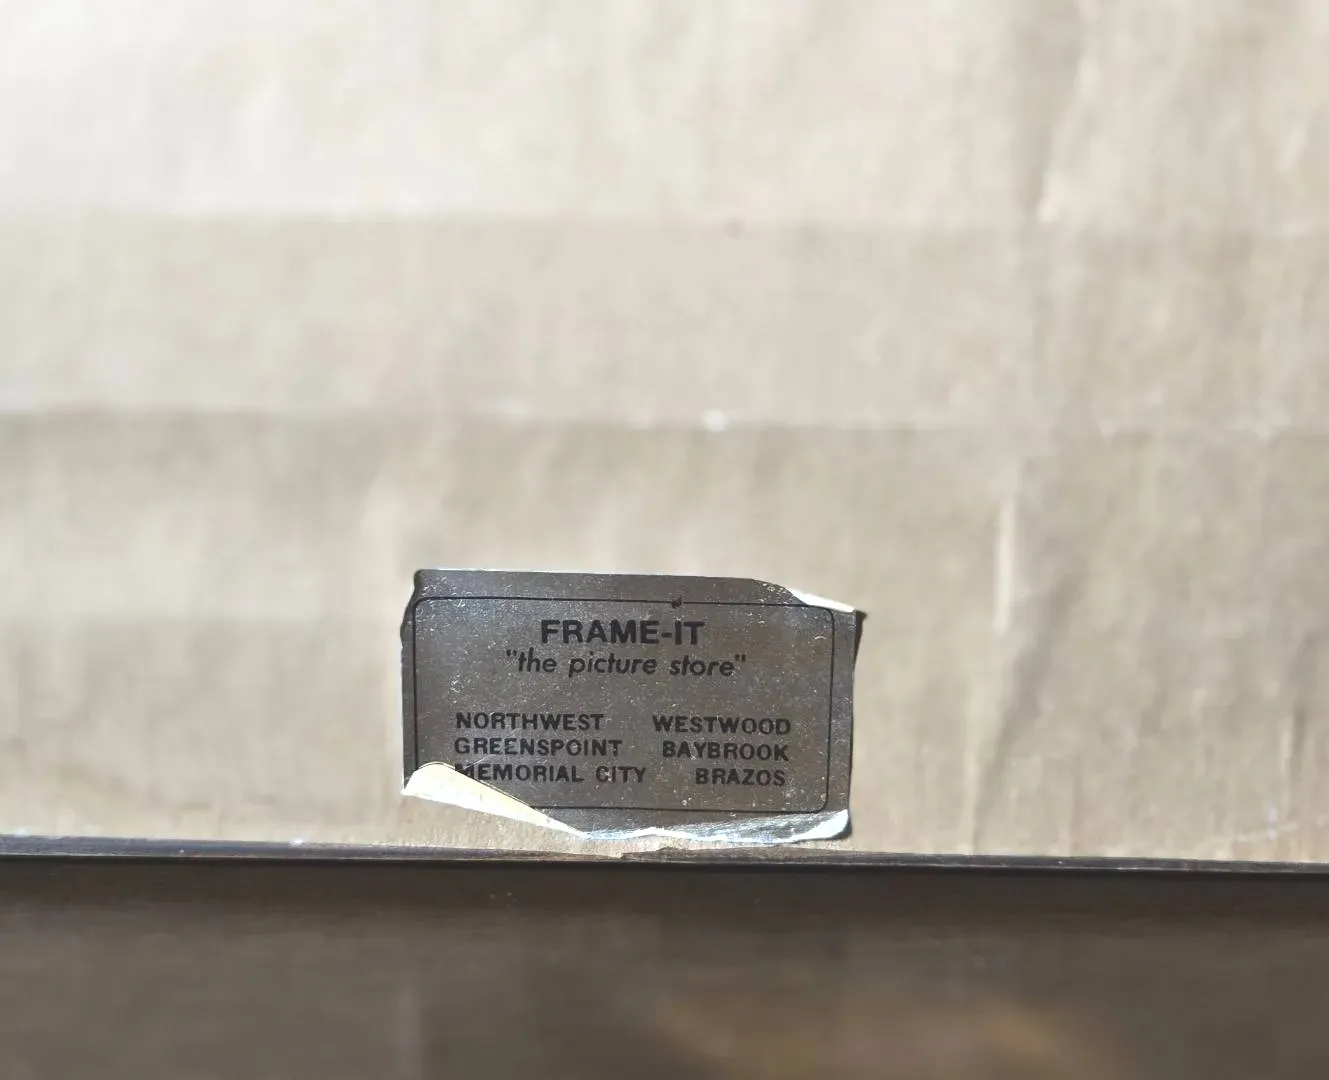 FRAME-IT
"the picture store"
NORTHWEST WESTWOOD
GREENSPOINT BAYBROOK
MEMORIAL CITY BRAZOS